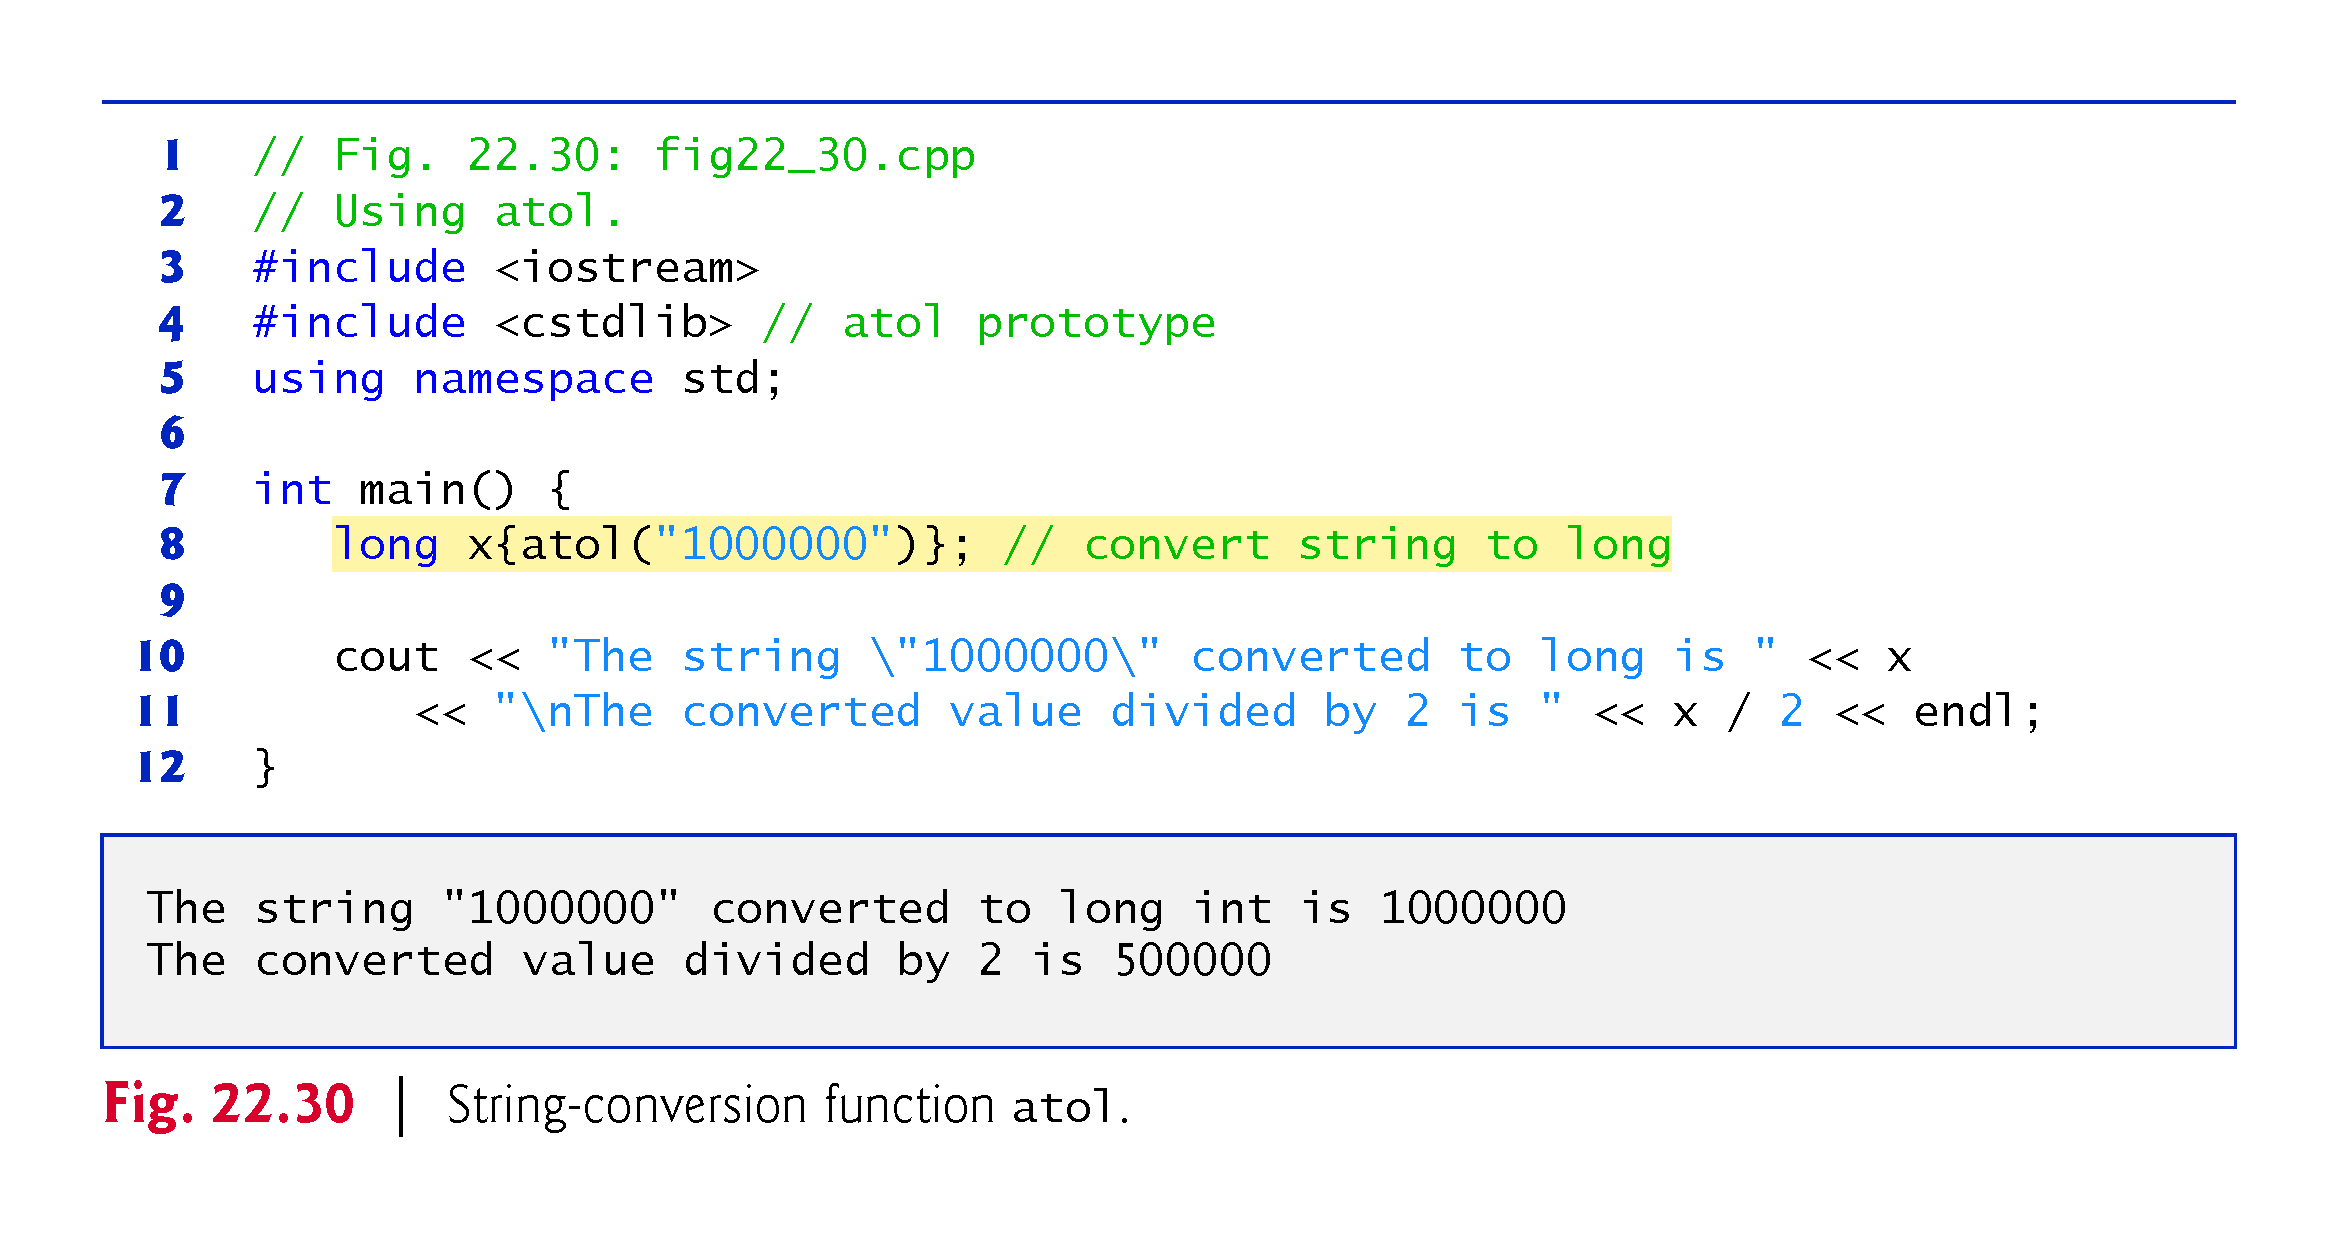 1 // Fig. 22.30: fig22_30.cpp
2 // Using atol.
3 #include <iostream>
4 #include <cstdlib> // atol prototype
5 using namespace std;
6
7 int main() {
8 long x{atol("1000000")}; // convert string to long
9
10 cout << "The string \"1000000\" converted to long is " << x
11 << "\nThe converted value divided by 2 is " << x / 2 << endl;
12 }
The string "1000000" converted to long int is 1000000
The converted value divided by 2 is 500000
Fig. 22.30 | String-conversion function atol.